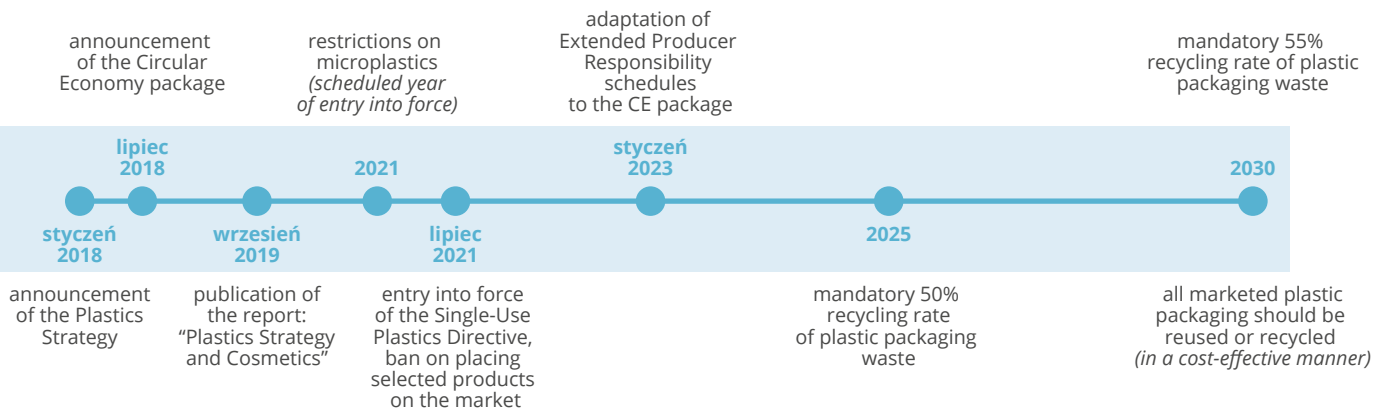 announcement
of the Circular
Economy package
restrictions on
microplastics
(scheduled year
of entry into force)
adaptation of
Extended Producer
Responsibility
schedules
to the CE package
mandatory 55%
recycling rate of plastic
packaging waste
lipiec
2018
2021
styczeń
2023
2030
styczeń
2018
wrzesień
2019
lipiec
2021
2025
announcement
of the Plastics
Strategy
publication of
the report:
“Plastics Strategy
and Cosmetics”
entry into force
of the Single-Use
Plastics Directive,
ban on placing
selected products
on the market
mandatory 50%
recycling rate
of plastic packaging
waste
all marketed plastic
packaging should be
reused or recycled
(in a cost-effective manner)